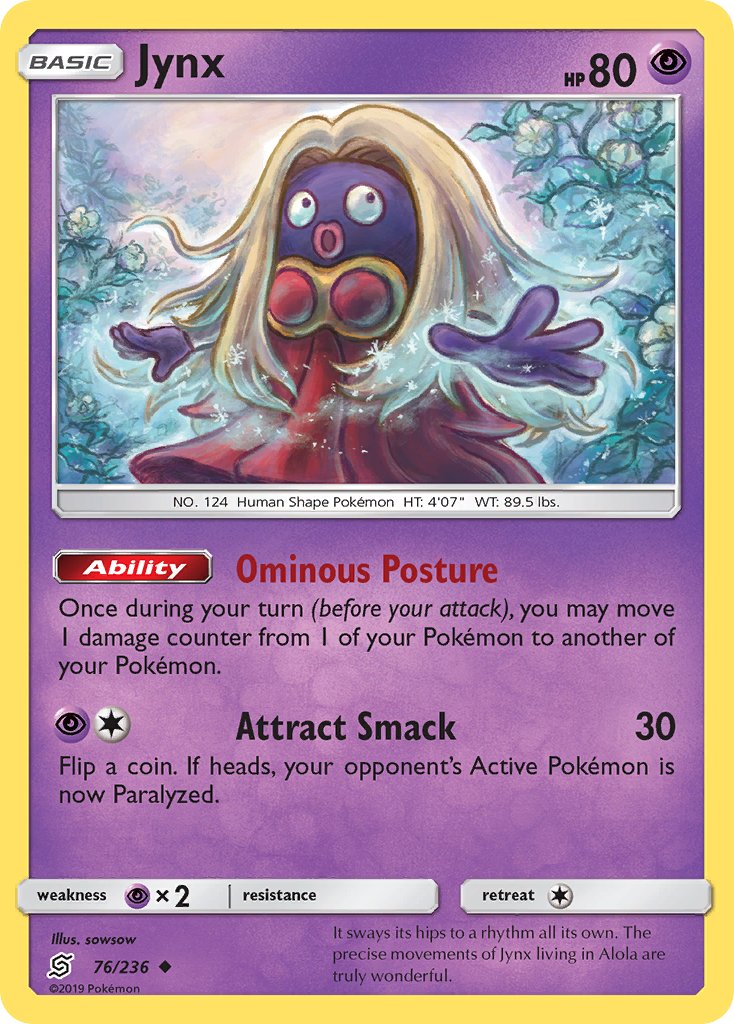 BASIC Jynx HP 80
NO. 124 Human Shape Pokémon HT: 4'07" WT: 89.5 lbs.
Ability Ominous Posture
Once during your turn (before your attack), you may move
1 damage counter from 1 of your Pokémon to another of
your Pokémon.
Attract Smack 30
Flip a coin. If heads, your opponent's Active Pokémon is
now Paralyzed.
weakness ×2 resistance retreat
Illus. sowsow
76/236
©2019 Pokémon
It sways its hips to a rhythm all its own. The
precise movements of Jynx living in Alola are
truly wonderful.